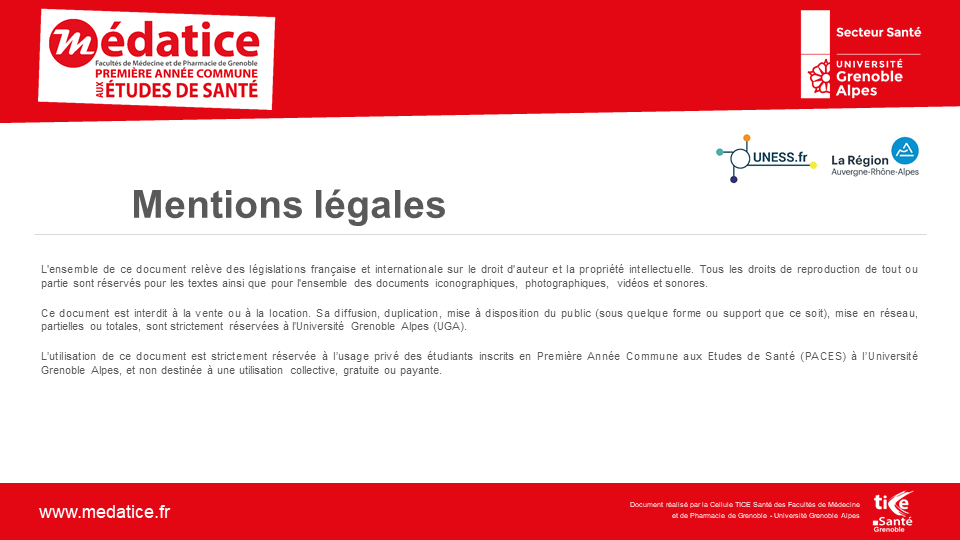 médatice
Facultés de Médecine et de Pharmacie de Grenoble
PREMIÈRE ANNÉE COMMUNE
AUX ÉTUDES DE SANTÉ
Secteur Santé
UNIVERSITÉ
Grenoble
Alpes
UNESS.fr
La Région
Auvergne-Rhône-Alpes
Mentions légales
L'ensemble de ce document relève des législations française et internationale sur le droit d'auteur et la propriété intellectuelle. Tous les droits de reproduction de tout ou
partie sont réservés pour les textes ainsi que pour l'ensemble des documents iconographiques, photographiques, vidéos et sonores.
Ce document est interdit à la vente ou à la location. Sa diffusion, duplication, mise à disposition du public (sous quelque forme ou support que ce soit), mise en réseau,
partielles ou totales, sont strictement réservées à l'Université Grenoble Alpes (UGA).
L'utilisation de ce document est strictement réservée à l'usage privé des étudiants inscrits en Première Année Commune aux Etudes de Santé (PACES) à l'Université
Grenoble Alpes, et non destinée à une utilisation collective, gratuite ou payante.
www.medatice.fr
Document réalisé par la Cellule TICE Santé des Facultés de Médecine
et de Pharmacie de Grenoble - Université Grenoble Alpes
tice
Santé
Grenoble